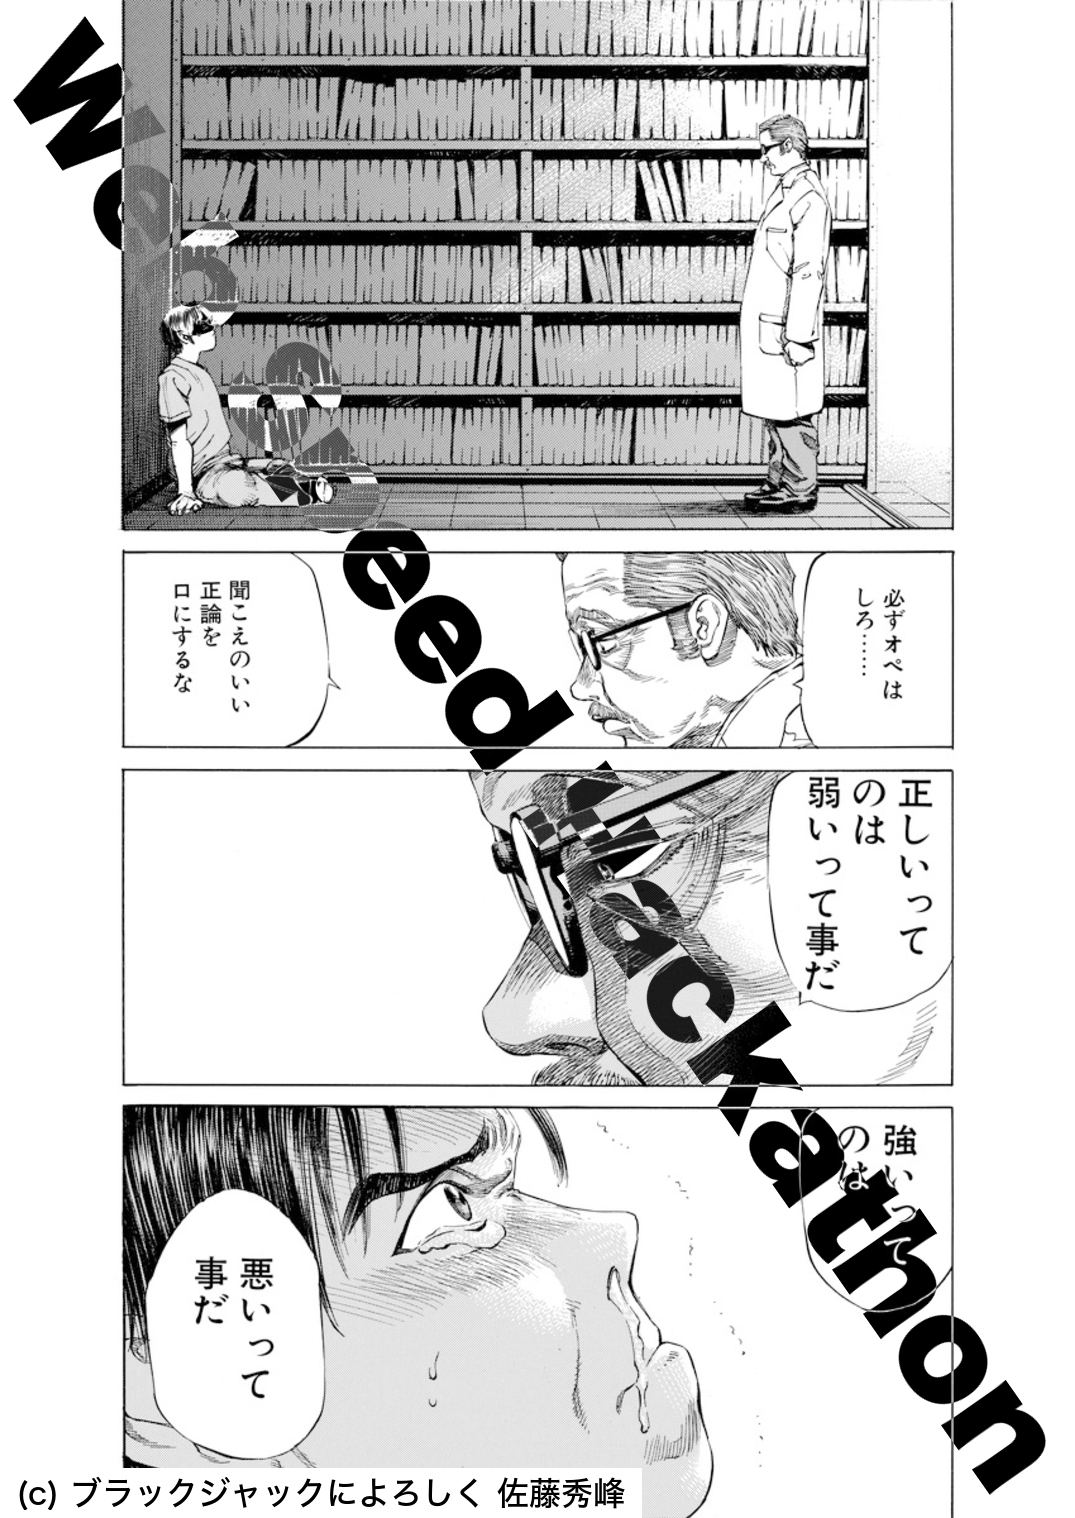 必ずオペは
しろ……
聞こえのいい
正論を
口にするな
正しいって
のは
弱いって事だ
強いって
のは
悪いって
事だ
WebSpeed Hackathon
(c) ブラックジャックによろしく 佐藤秀峰